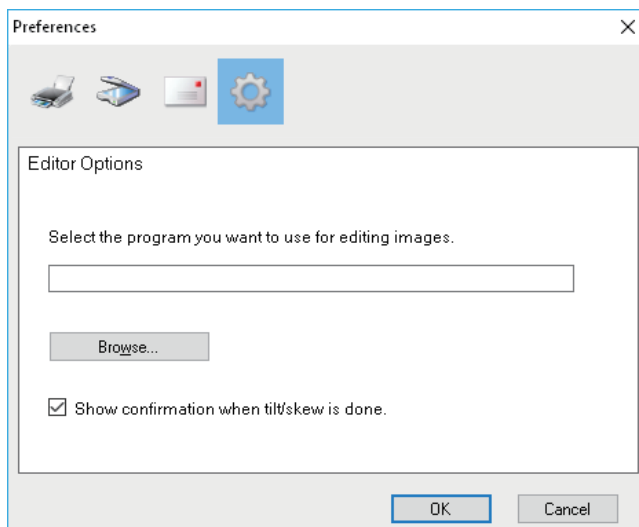 Preferences
Editor Options
Select the program you want to use for editing images.
Browse...
Show confirmation when tilt/skew is done.
OK
Cancel